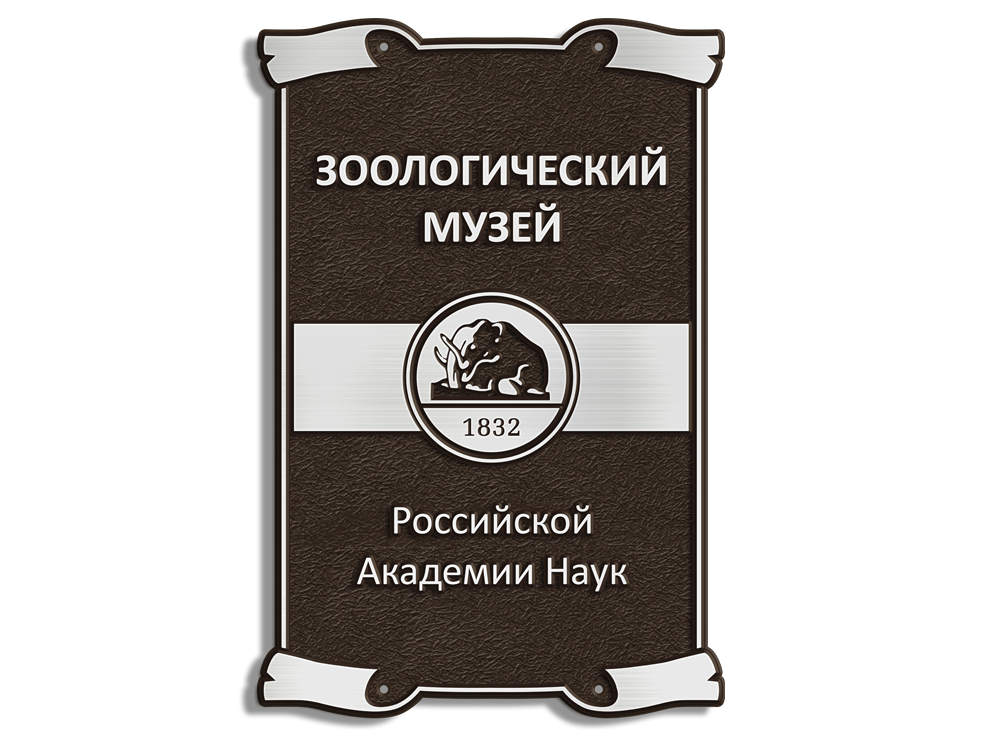 ЗООЛОГИЧЕСКИЙ
МУЗЕЙ
1832
Российской
Академии Наук